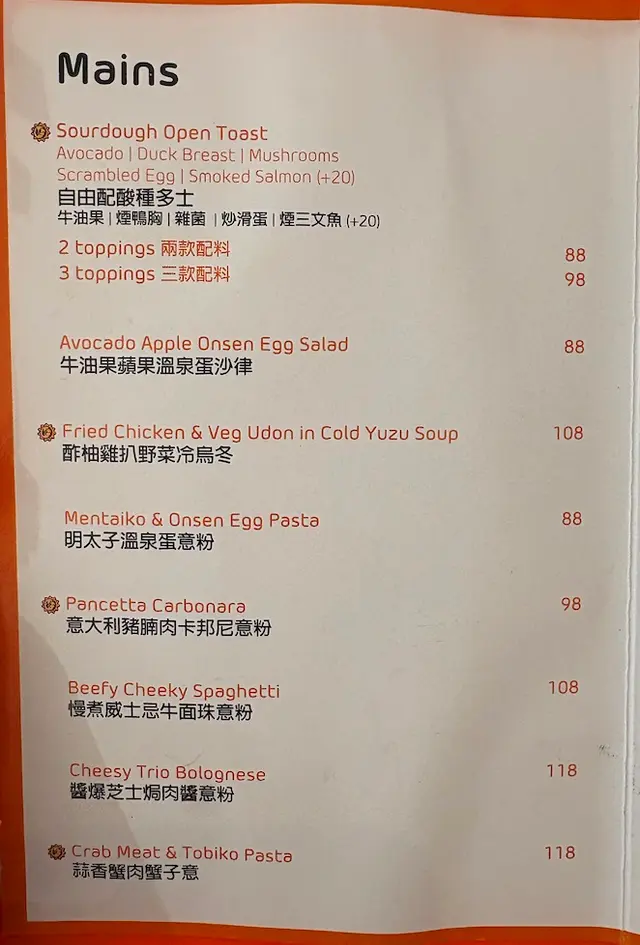 Mains
Sourdough Open Toast
Avocado | Duck Breast | Mushrooms
Scrambled Egg | Smoked Salmon (+20)
自由配酸種多士
牛油果 | 煙鴨胸 | 雜菌 | 炒滑蛋 | 煙三文魚 (+20)
2 toppings 兩款配料 88
3 toppings 三款配料 98
Avocado Apple Onsen Egg Salad 88
牛油果蘋果溫泉蛋沙律
Fried Chicken & Veg Udon in Cold Yuzu Soup 108
酢柚雞扒野菜冷烏冬
Mentaiko & Onsen Egg Pasta 88
明太子溫泉蛋意粉
Pancetta Carbonara 98
意大利豬腩肉卡邦尼意粉
Beefy Cheeky Spaghetti 108
慢煮威士忌牛面珠意粉
Cheesy Trio Bolognese 118
醬爆芝士焗肉醬意粉
Crab Meat & Tobiko Pasta 118
蒜香蟹肉蟹子意